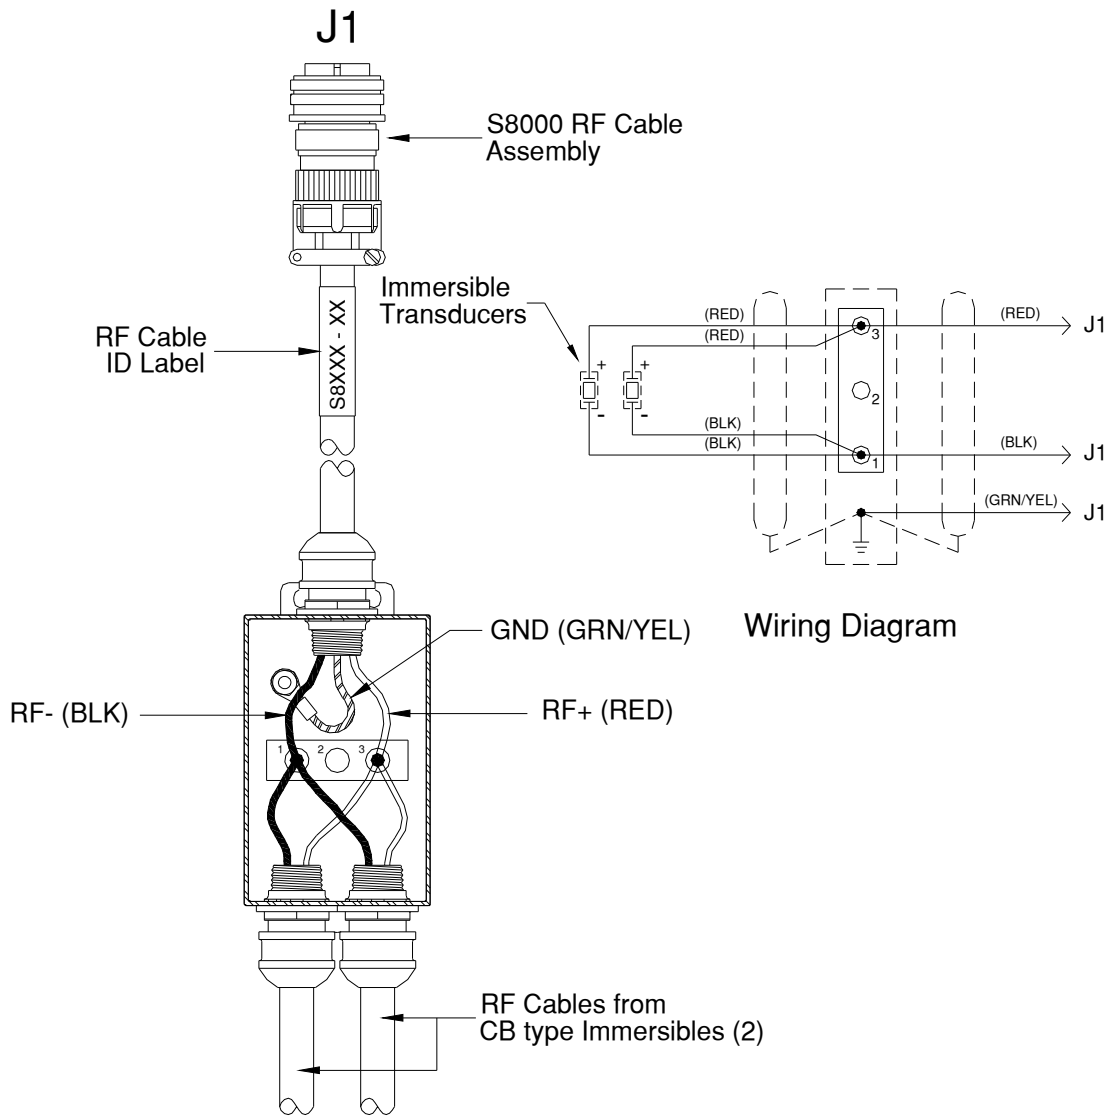 J1
S8000 RF Cable
Assembly
Immersible
Transducers
RF Cable
ID Label
S8XXX - XX
(RED)
(RED)
(RED)
J1
3
+
+
2
-
-
(BLK)
(BLK)
(BLK)
J1
1
(GRN/YEL)
J1
Wiring Diagram
GND (GRN/YEL)
RF- (BLK)
RF+ (RED)
1
2
3
RF Cables from
CB type Immersibles (2)